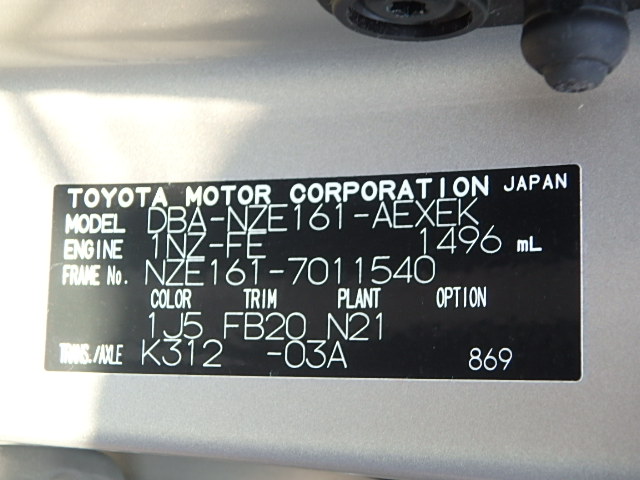 TOYOTA MOTOR CORPORATION JAPAN
MODEL DBA-NZE161-AEXEK
ENGINE 1NZ-FE 1496 mL
FRAME No. NZE161-7011540
COLOR TRIM PLANT OPTION
1J5 FB20 N21
TRANS./AXLE K312 -03A 869